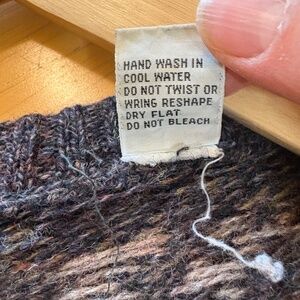 HAND WASH IN
COOL WATER
DO NOT TWIST OR
WRING RESHAPE
DRY FLAT
DO NOT BLEACH